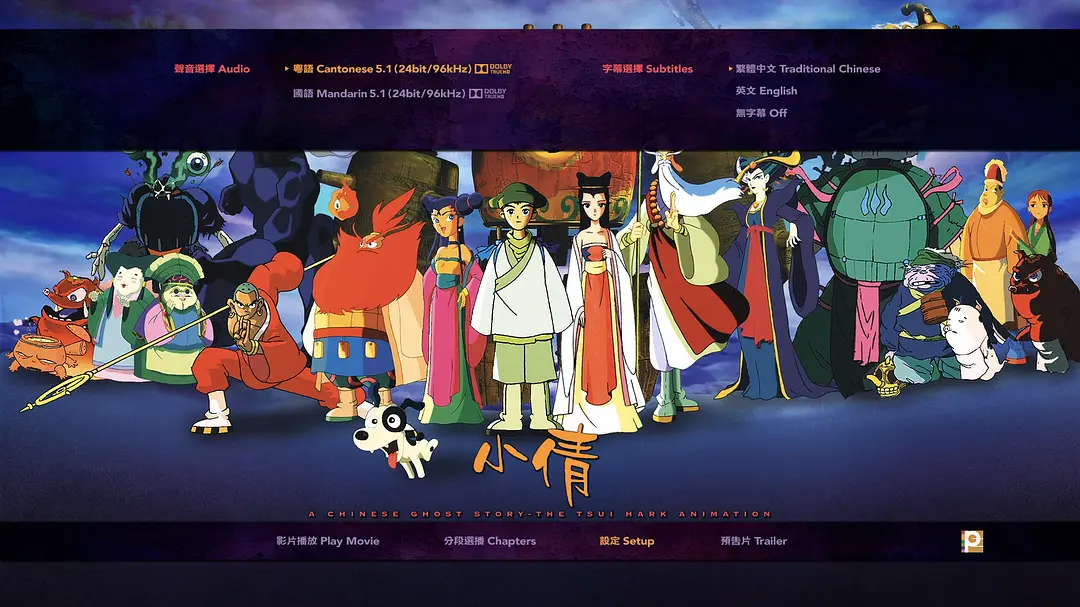 聲音選擇 Audio
粵語 Cantonese 5.1 (24bit/96kHz) DOLBY TRUEHD
國語 Mandarin 5.1 (24bit/96kHz) DOLBY TRUEHD
字幕選擇 Subtitles
繁體中文 Traditional Chinese
英文 English
無字幕 Off
小倩
A CHINESE GHOST STORY-THE TSUI HARK ANIMATION
影片播放 Play Movie
分段選播 Chapters
設定 Setup
預告片 Trailer
P